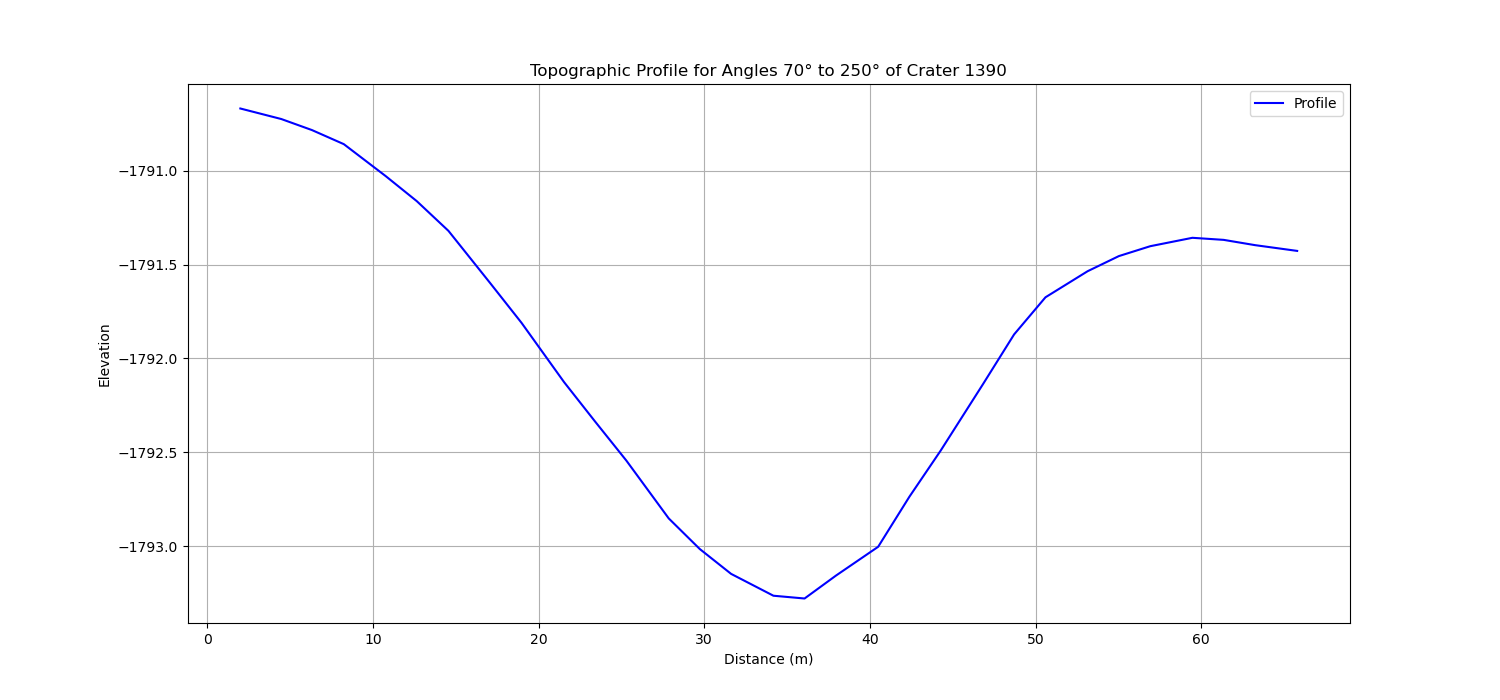 Topographic Profile for Angles 70° to 250° of Crater 1390
Profile
−1791.0
−1791.5
−1792.0
−1792.5
−1793.0
Elevation
0 10 20 30 40 50 60
Distance (m)